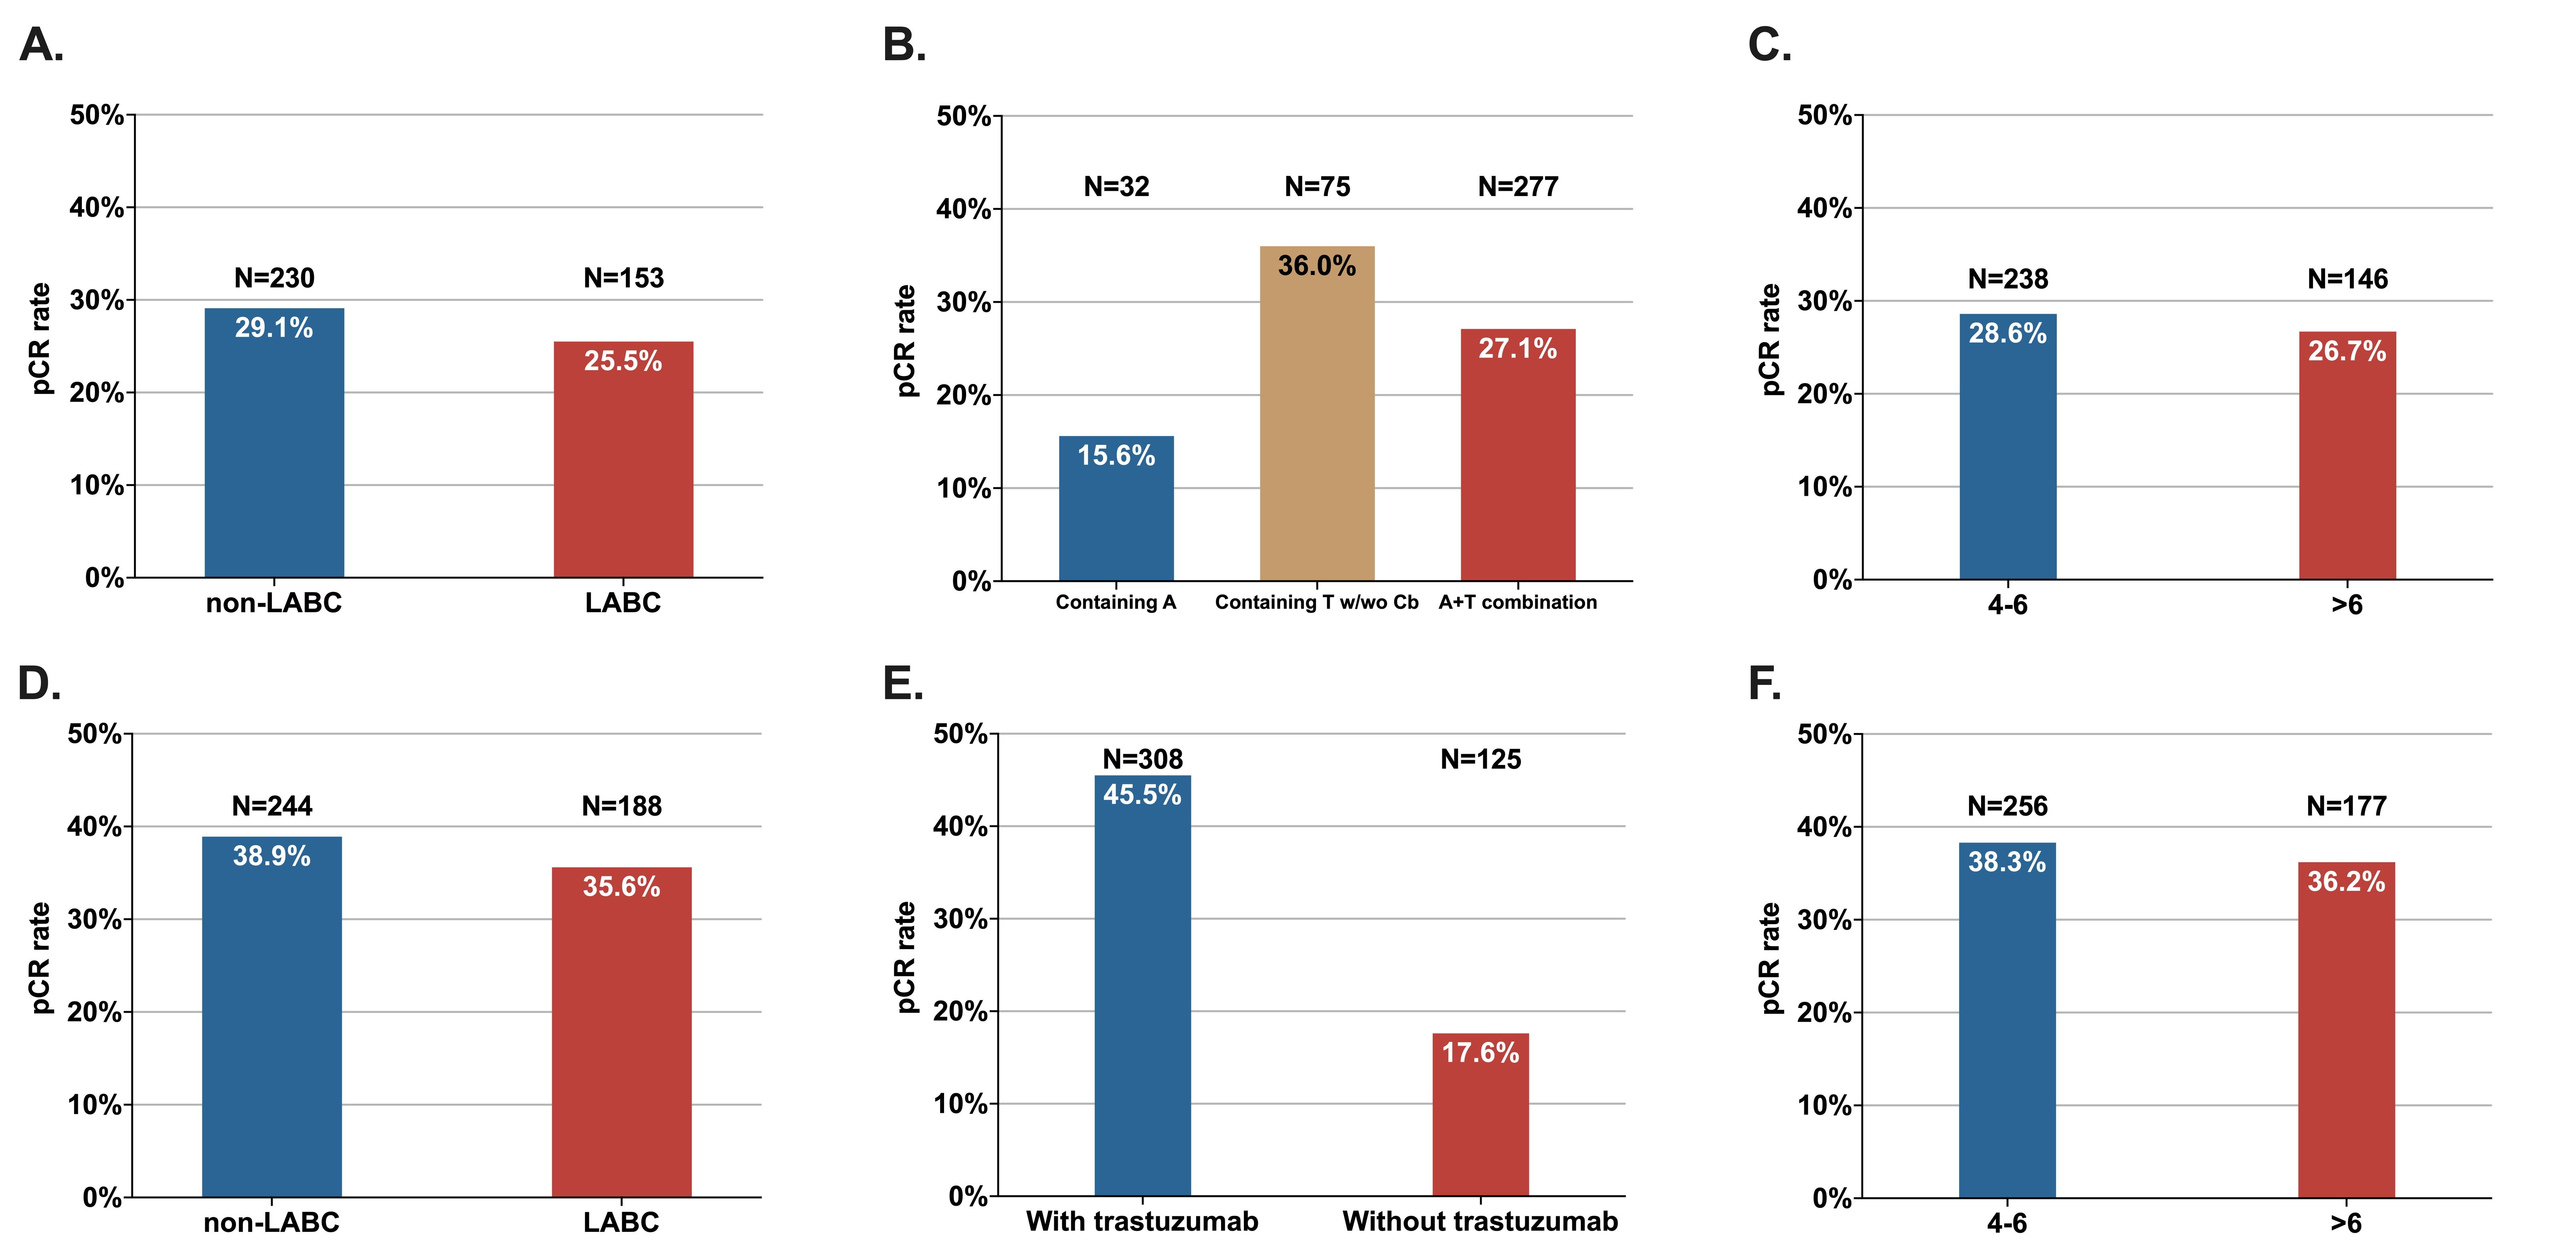 A.
50%
40%
30%
20%
10%
0%
pCR rate
N=230
N=153
29.1%
25.5%
non-LABC
LABC
B.
50%
40%
30%
20%
10%
0%
pCR rate
N=32
N=75
N=277
15.6%
36.0%
27.1%
Containing A
Containing T w/wo Cb
A+T combination
C.
50%
40%
30%
20%
10%
0%
pCR rate
N=238
N=146
28.6%
26.7%
4-6
>6
D.
50%
40%
30%
20%
10%
0%
pCR rate
N=244
N=188
38.9%
35.6%
non-LABC
LABC
E.
50%
40%
30%
20%
10%
0%
pCR rate
N=308
N=125
45.5%
17.6%
With trastuzumab
Without trastuzumab
F.
50%
40%
30%
20%
10%
0%
pCR rate
N=256
N=177
38.3%
36.2%
4-6
>6